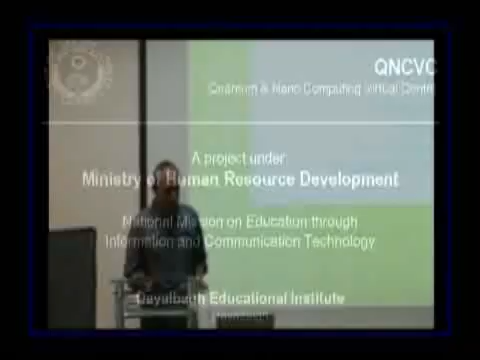 QNCVC
Quantum & Nano Computing Virtual Centre
A project under
Ministry of Human Resource Development
National Mission on Education through
Information and Communication Technology
Dayalbagh Educational Institute